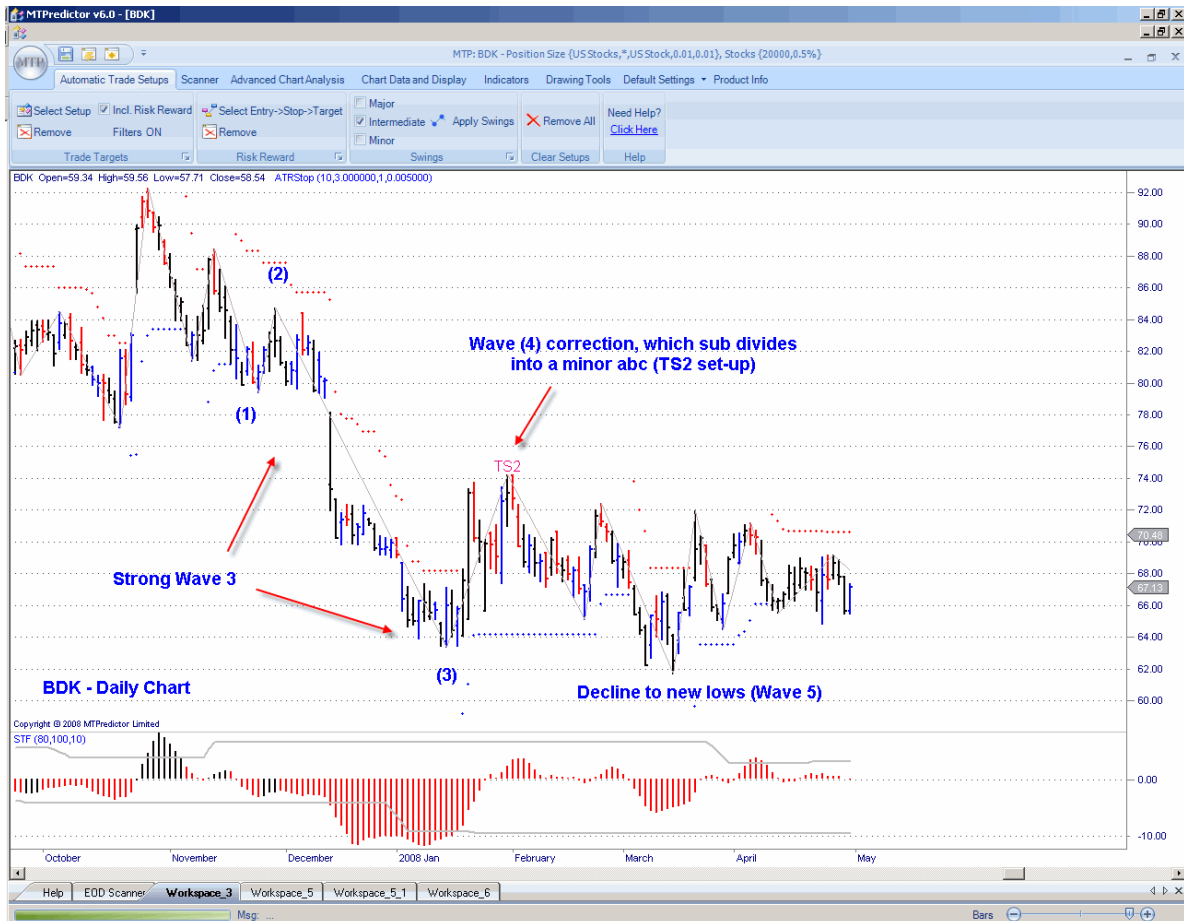 MTPredictor v6.0 - [BDK]
MTP
MTP: BDK - Position Size {US Stocks,*,US Stock,0.01,0.01}, Stocks {20000,0.5%}
Automatic Trade Setups Scanner Advanced Chart Analysis Chart Data and Display Indicators Drawing Tools Default Settings Product Info
Select Setup Incl. Risk Reward
Remove Filters ON
Trade Targets
Select Entry->Stop->Target
Remove
Risk Reward
Major
Intermediate Apply Swings
Minor
Swings
Remove All
Clear Setups
Need Help?
Click Here
Help
BDK Open=59.34 High=59.56 Low=57.71 Close=58.54 ATRStop (10,3.000000,1,0.005000)
92.00
90.00
88.00
86.00
84.00
82.00
80.00
78.00
76.00
74.00
72.00
70.48
70.00
68.00
67.13
66.00
64.00
62.00
60.00
(2)
Wave (4) correction, which sub divides
into a minor abc (TS2 set-up)
(1)
TS2
Strong Wave 3
(3)
BDK - Daily Chart
Decline to new lows (Wave 5)
Copyright © 2008 MTPredictor Limited
STF (80,100,10)
0.00
-10.00
October November December 2008 Jan February March April May
Help EOD Scanner Workspace_3 Workspace_5 Workspace_5_1 Workspace_6
Msg: ...
Bars